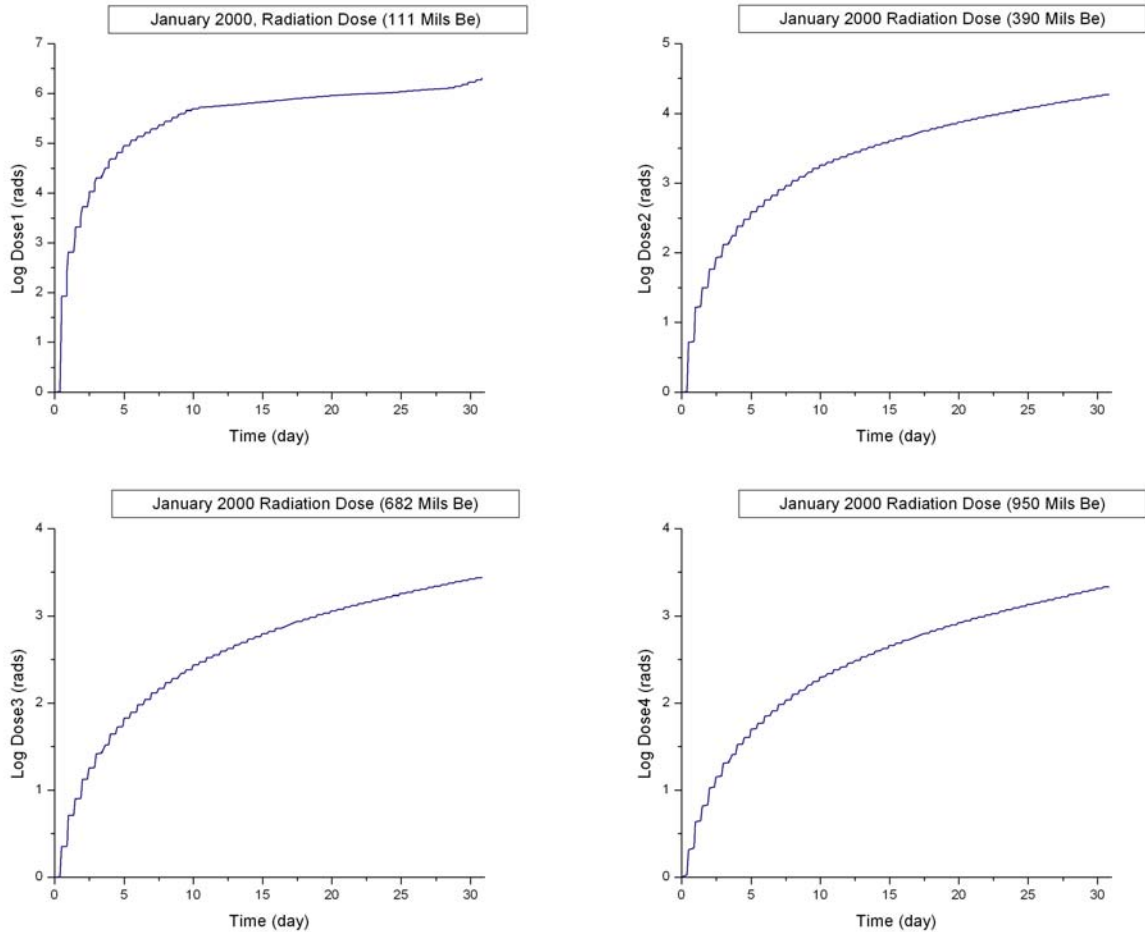 January 2000, Radiation Dose (111 Mils Be)
7
6
5
4
3
2
1
0
Log Dose1 (rads)
0 5 10 15 20 25 30
Time (day)
January 2000 Radiation Dose (390 Mils Be)
5
4
3
2
1
0
Log Dose2 (rads)
0 5 10 15 20 25 30
Time (day)
January 2000 Radiation Dose (682 Mils Be)
4
3
2
1
0
Log Dose3 (rads)
0 5 10 15 20 25 30
Time (day)
January 2000 Radiation Dose (950 Mils Be)
4
3
2
1
0
Log Dose4 (rads)
0 5 10 15 20 25 30
Time (day)